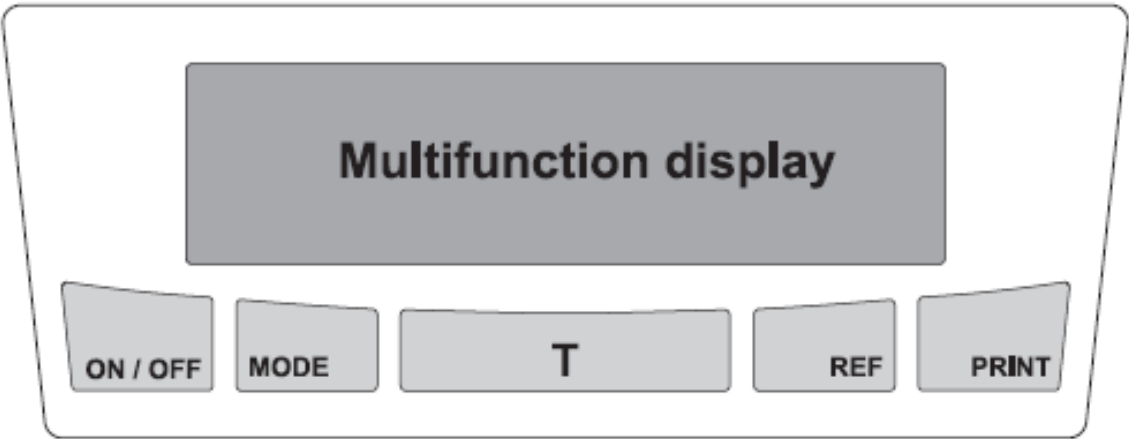 Multifunction display
ON / OFF
MODE
T
REF
PRINT